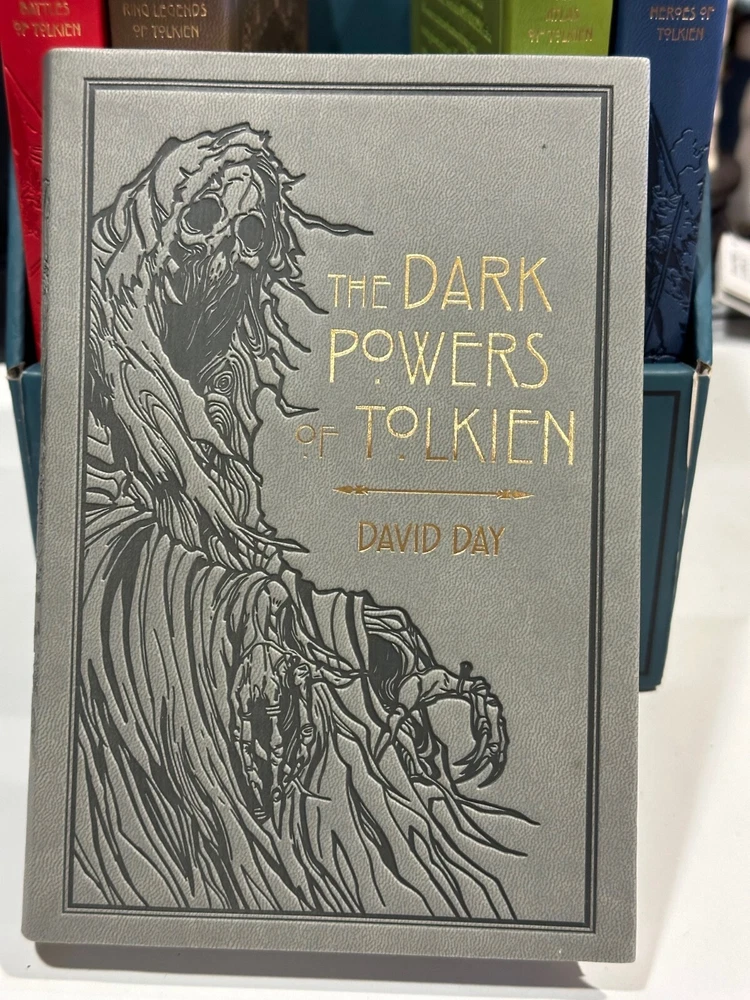 BATTLES
OF TOLKIEN
RING LEGENDS
OF TOLKIEN
ATLAS
OF TOLKIEN
HEROES OF
TOLKIEN
THE DARK
POWERS
OF TOLKIEN
DAVID DAY